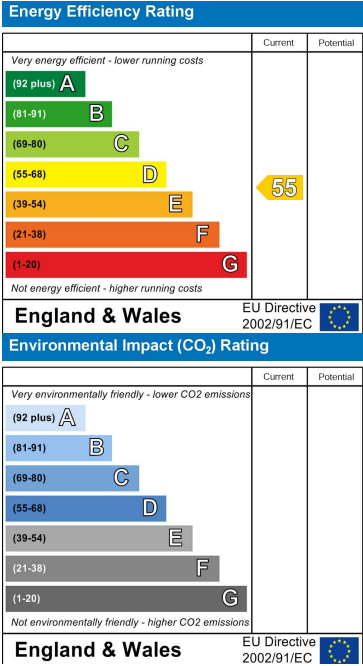 Energy Efficiency Rating
Current Potential
Very energy efficient - lower running costs
(92 plus) A
(81-91) B
(69-80) C
(55-68) D
55
(39-54) E
(21-38) F
(1-20) G
Not energy efficient - higher running costs
England & Wales
EU Directive
2002/91/EC
Environmental Impact (CO₂) Rating
Current Potential
Very environmentally friendly - lower CO2 emissions
(92 plus) A
(81-91) B
(69-80) C
(55-68) D
(39-54) E
(21-38) F
(1-20) G
Not environmentally friendly - higher CO2 emissions
England & Wales
EU Directive
2002/91/EC